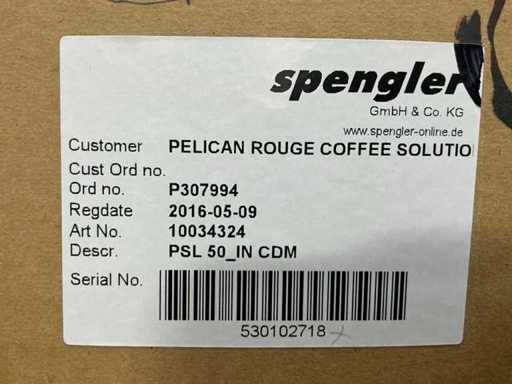 spengler
GmbH & Co. KG
www.spengler-online.de
Customer PELICAN ROUGE COFFEE SOLUTIO
Cust Ord no.
Ord no. P307994
Regdate 2016-05-09
Art No. 10034324
Descr. PSL 50_IN CDM
Serial No.
530102718